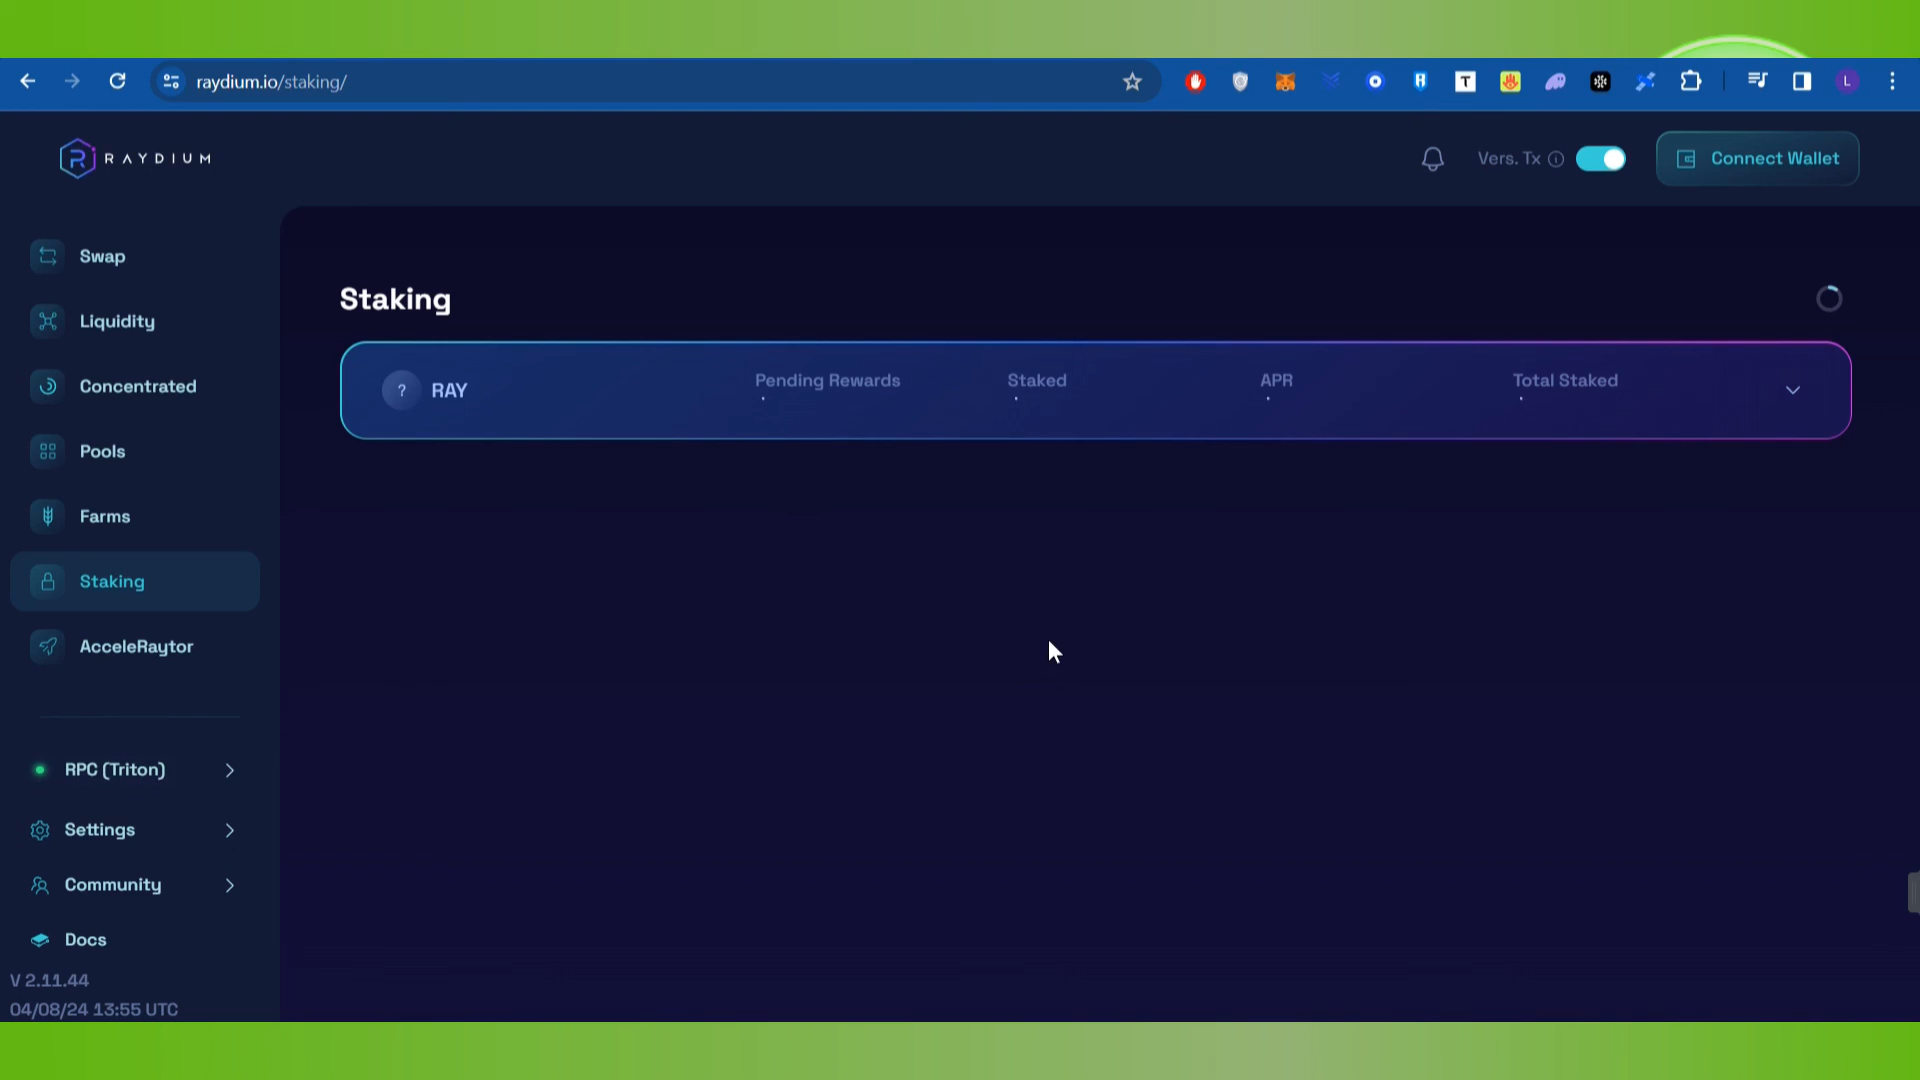 raydium.io/staking/
T
L
RAYDIUM
Vers. Tx
Connect Wallet
Swap
Liquidity
Concentrated
Pools
Farms
Staking
AcceleRaytor
RPC (Triton)
Settings
Community
Docs
V 2.11.44
04/08/24 13:55 UTC
Staking
? RAY
Pending Rewards
Staked
APR
Total Staked